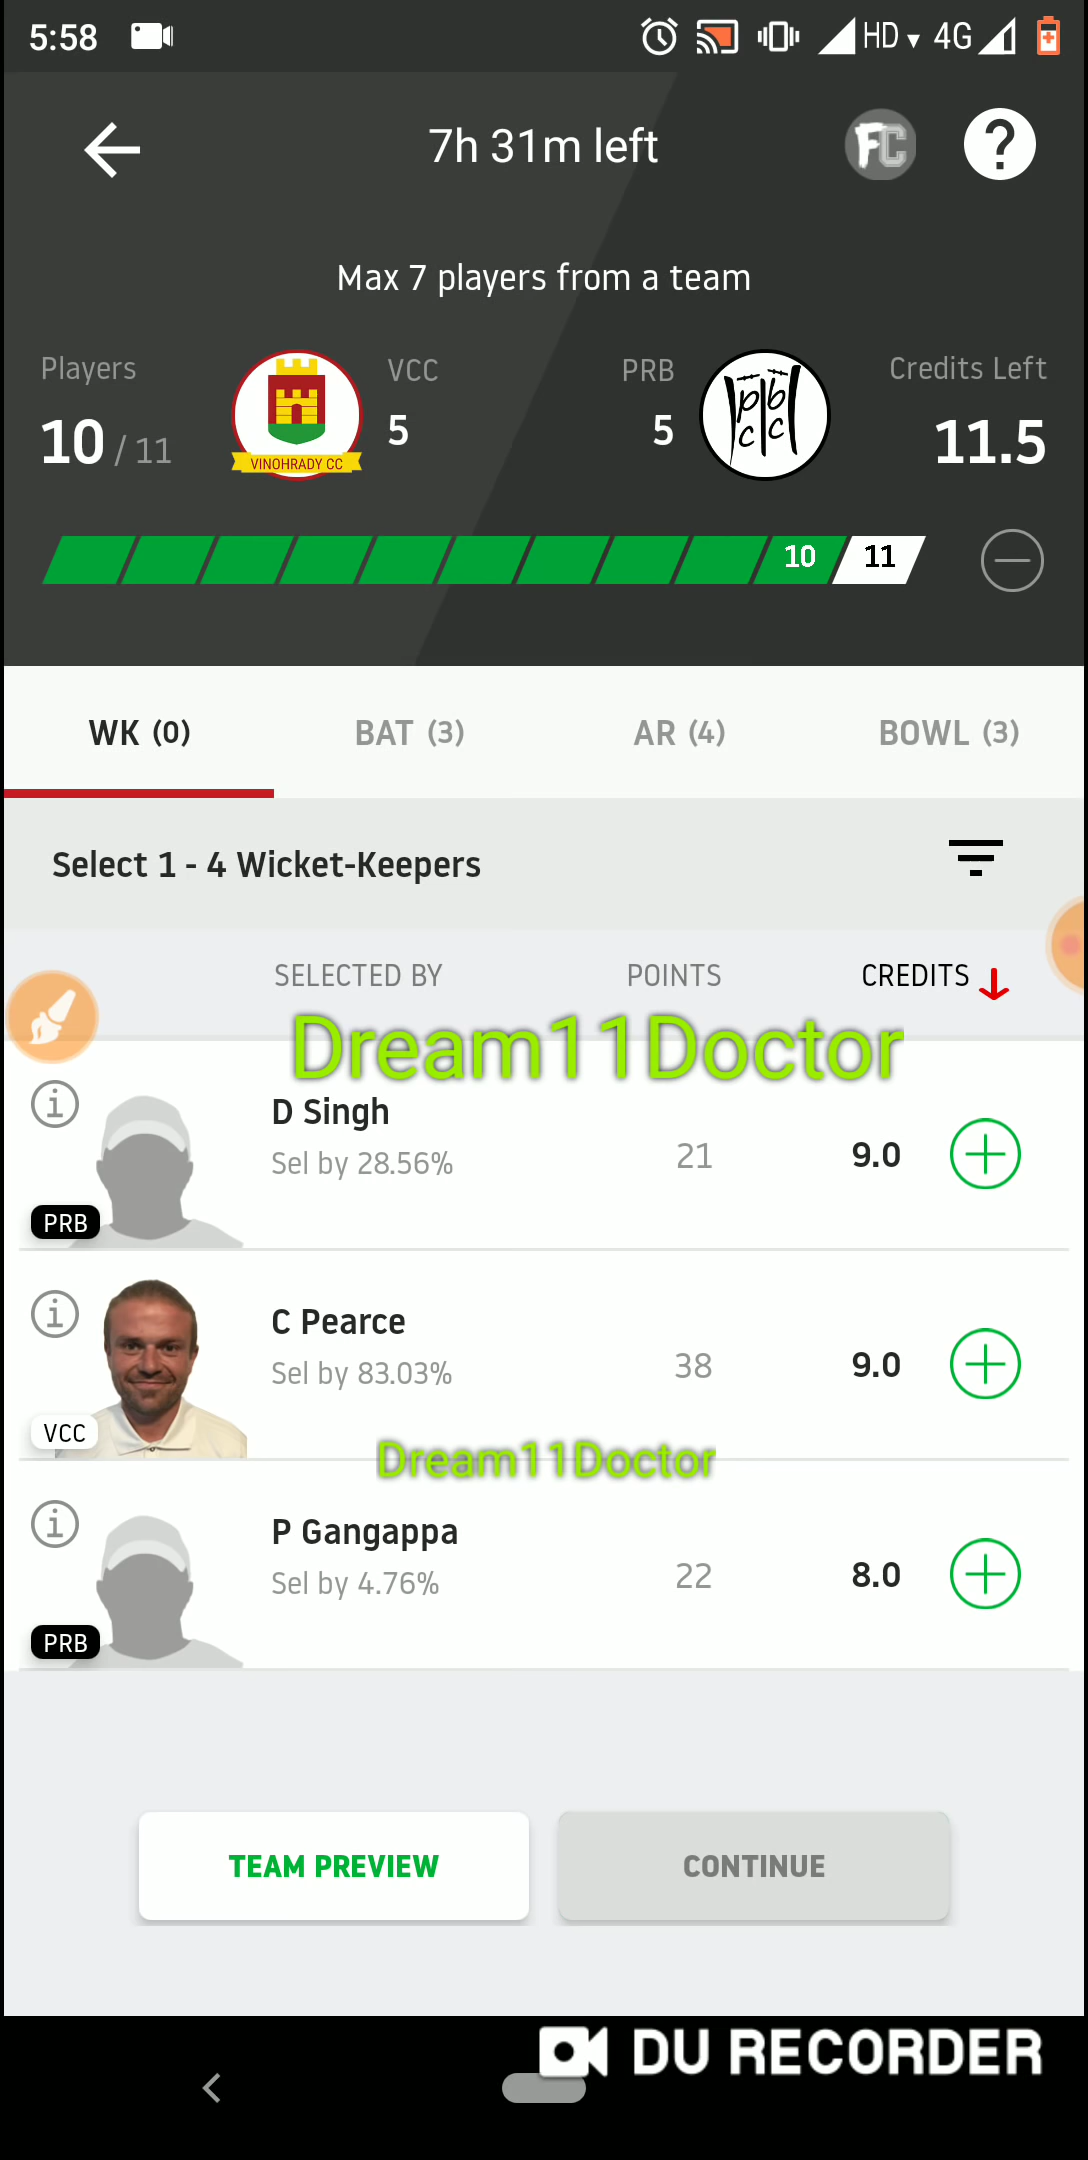 5:58
HD 4G
7h 31m left
FC ?
Max 7 players from a team
Players VCC PRB Credits Left
10 / 11 5 5 11.5
VINOHRADY CC
pb
cc
10 11
WK (0) BAT (3) AR (4) BOWL (3)
Select 1 - 4 Wicket-Keepers
SELECTED BY POINTS CREDITS
Dream11Doctor
D Singh
Sel by 28.56% 21 9.0
PRB
C Pearce
Sel by 83.03% 38 9.0
VCC
Dream11Doctor
P Gangappa
Sel by 4.76% 22 8.0
PRB
TEAM PREVIEW CONTINUE
DU RECORDER